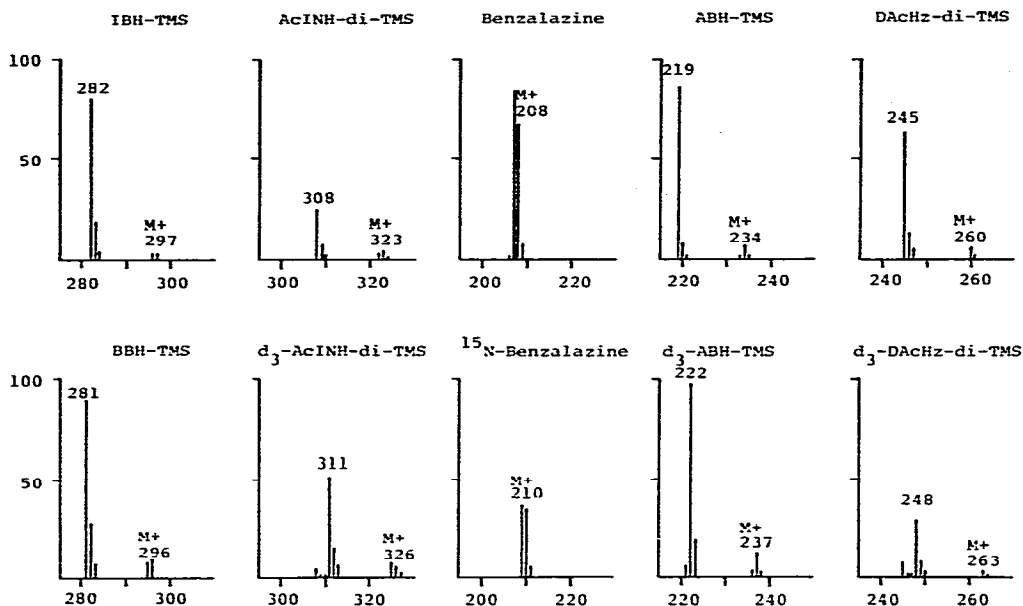 IBH-TMS AcINH-di-TMS Benzalazine ABH-TMS DAcHz-di-TMS
100
50
282
M+
297
280 300
308
M+
323
300 320
M+
208
200 220
219
M+
234
220 240
245
M+
260
240 260
BBH-TMS d3-AcINH-di-TMS 15N-Benzalazine d3-ABH-TMS d3-DAcHz-di-TMS
100
50
281
M+
296
280 300
311
M+
326
300 320
M+
210
200 220
222
M+
237
220 240
248
M+
263
240 260